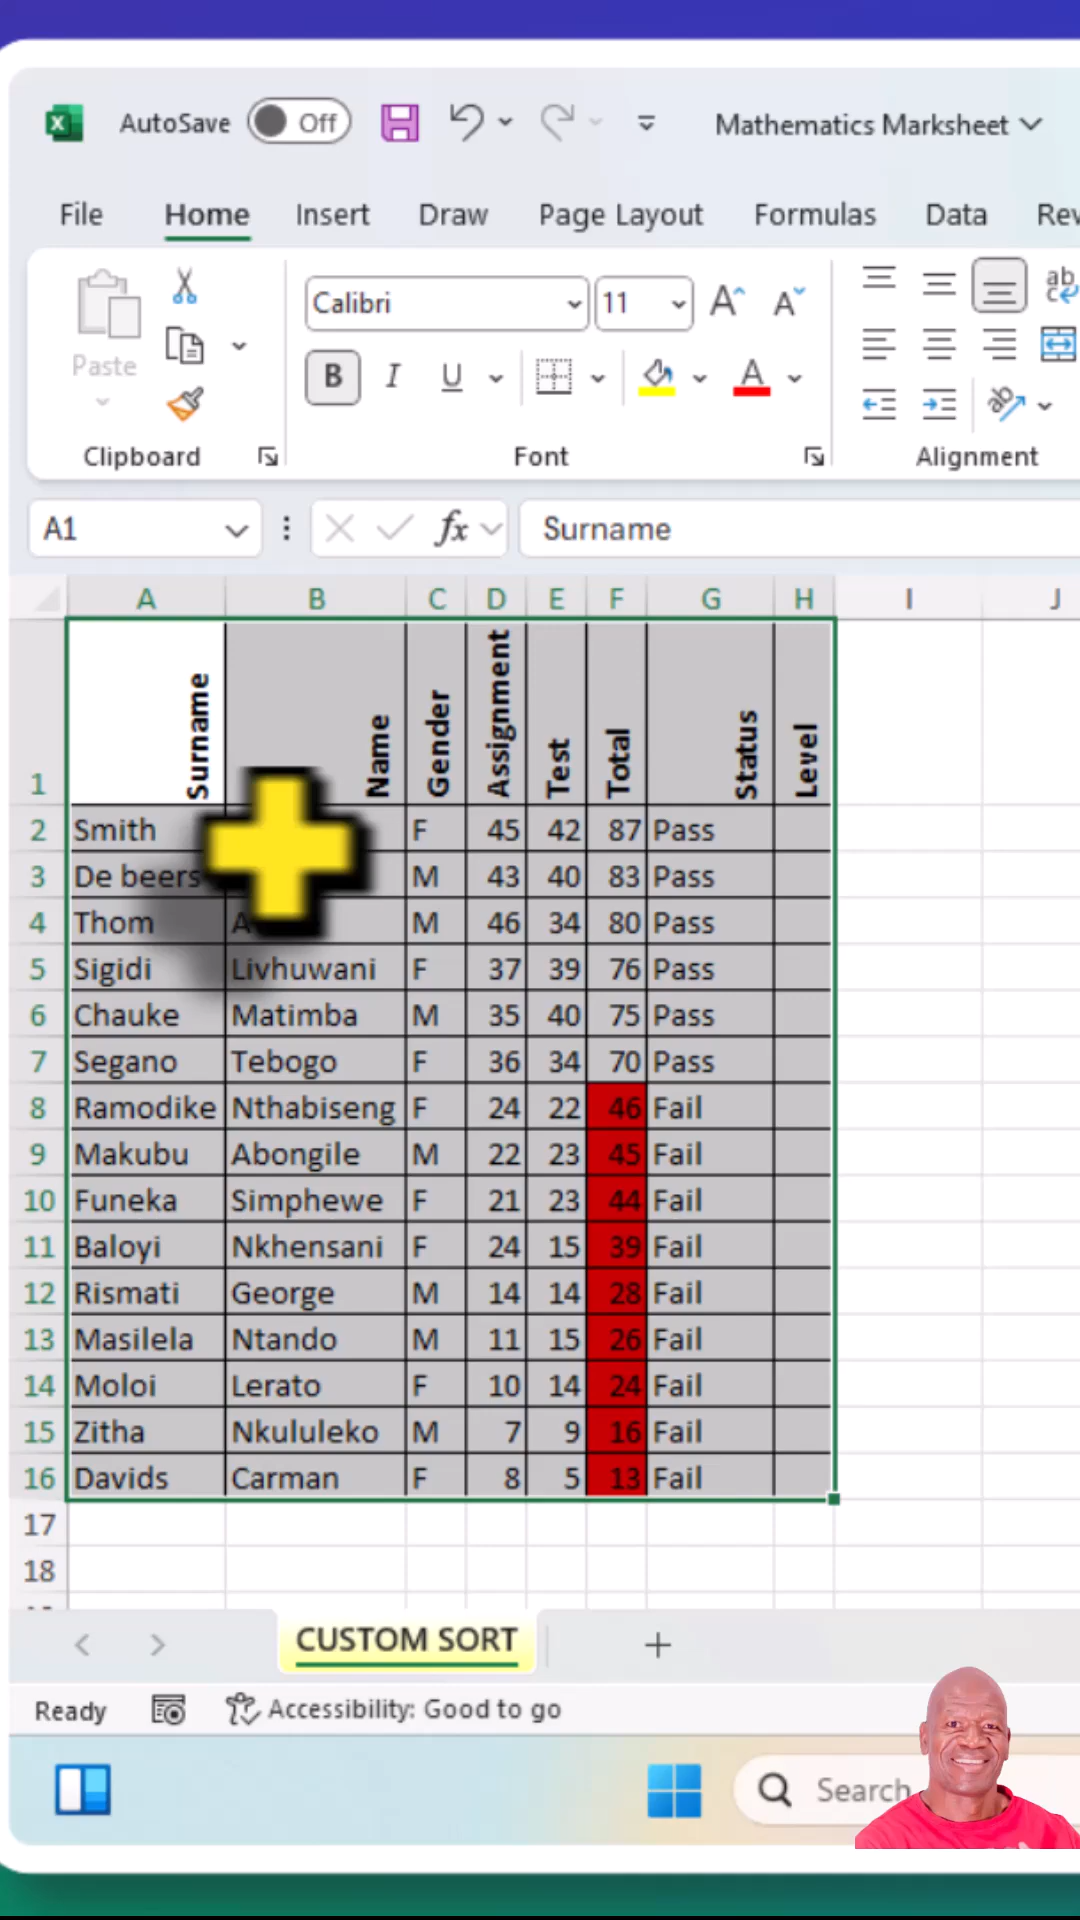 AutoSave Off Mathematics Marksheet
File Home Insert Draw Page Layout Formulas Data Rev
Calibri 11 A A ab
Paste B I U A c
Clipboard Font Alignment
A1 fx Surname
A B C D E F G H I J
1 Surname Name Gender Assignment Test Total Status Level
2 Smith F 45 42 87 Pass
3 De beers M 43 40 83 Pass
4 Thom A M 46 34 80 Pass
5 Sigidi Livhuwani F 37 39 76 Pass
6 Chauke Matimba M 35 40 75 Pass
7 Segano Tebogo F 36 34 70 Pass
8 Ramodike Nthabiseng F 24 22 46 Fail
9 Makubu Abongile M 22 23 45 Fail
10 Funeka Simphewe F 21 23 44 Fail
11 Baloyi Nkhensani F 24 15 39 Fail
12 Rismati George M 14 14 28 Fail
13 Masilela Ntando M 11 15 26 Fail
14 Moloi Lerato F 10 14 24 Fail
15 Zitha Nkululeko M 7 9 16 Fail
16 Davids Carman F 8 5 13 Fail
17
18
CUSTOM SORT
Ready Accessibility: Good to go
Search